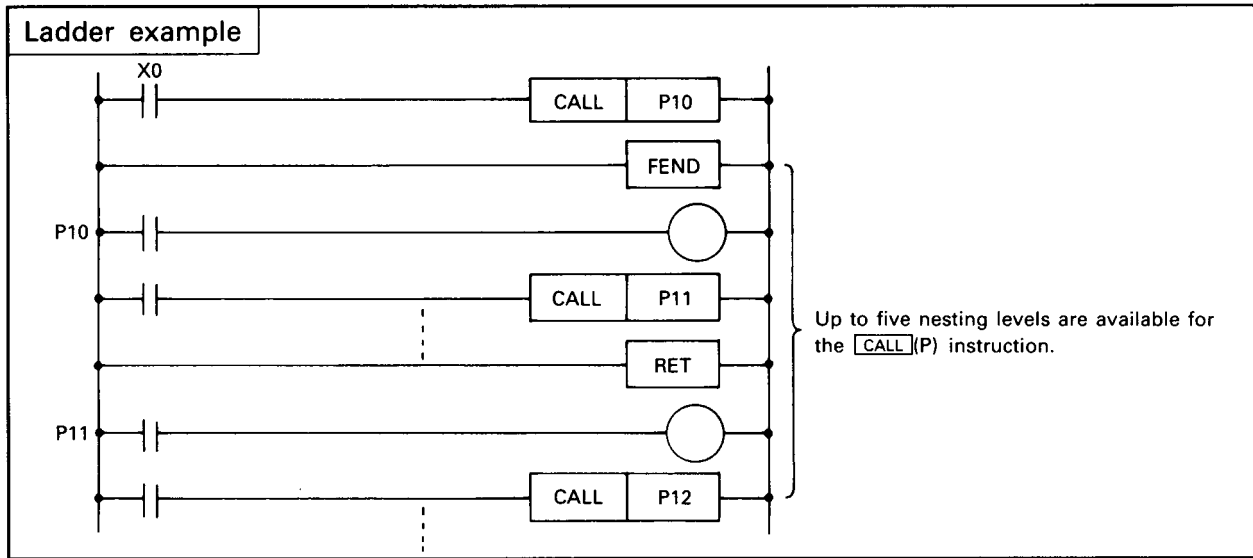 Ladder example
X0
CALL P10
FEND
P10
CALL P11
Up to five nesting levels are available for
the CALL (P) instruction.
RET
P11
CALL P12